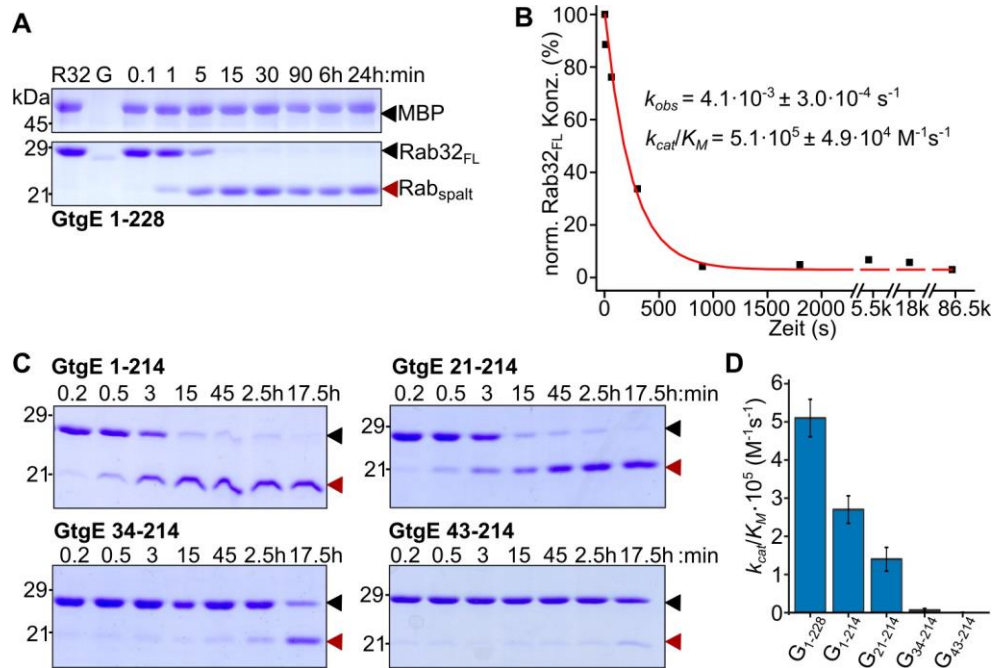 A
R32 G 0.1 1 5 15 30 90 6h 24h:min
kDa
45
MBP
29
Rab32FL
21
Rabspalt
GtgE 1-228
B
norm. Rab32FL Konz. (%)
100
80
60
40
20
0
kobs = 4.1·10-3 ± 3.0·10-4 s-1
kcat/KM = 5.1·105 ± 4.9·104 M-1s-1
0 500 1000 1500 2000 5.5k 18k 86.5k
Zeit (s)
C
GtgE 1-214
0.2 0.5 3 15 45 2.5h 17.5h:min
29
21
GtgE 21-214
0.2 0.5 3 15 45 2.5h 17.5h:min
29
21
GtgE 34-214
0.2 0.5 3 15 45 2.5h 17.5h
29
21
GtgE 43-214
0.2 0.5 3 15 45 2.5h 17.5h :min
29
21
D
kcat/KM · 105 (M-1s-1)
6
5
4
3
2
1
0
G1-228
G1-214
G21-214
G34-214
G43-214